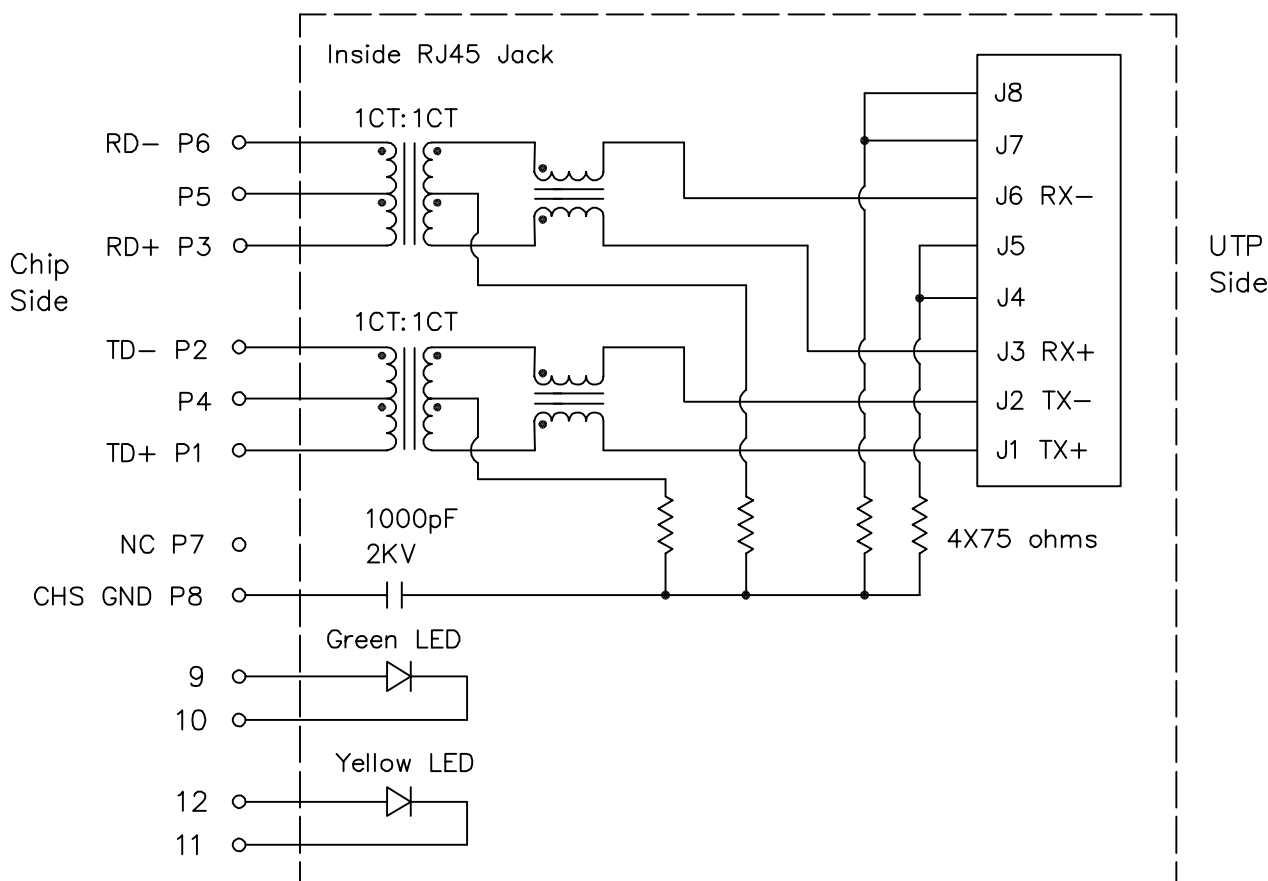 Inside RJ45 Jack
1CT:1CT
RD- P6
P5
RD+ P3
Chip
Side
1CT:1CT
TD- P2
P4
TD+ P1
NC P7
1000pF
2KV
CHS GND P8
Green LED
9
10
Yellow LED
12
11
J8
J7
J6 RX-
J5
J4
J3 RX+
J2 TX-
J1 TX+
4X75 ohms
UTP
Side